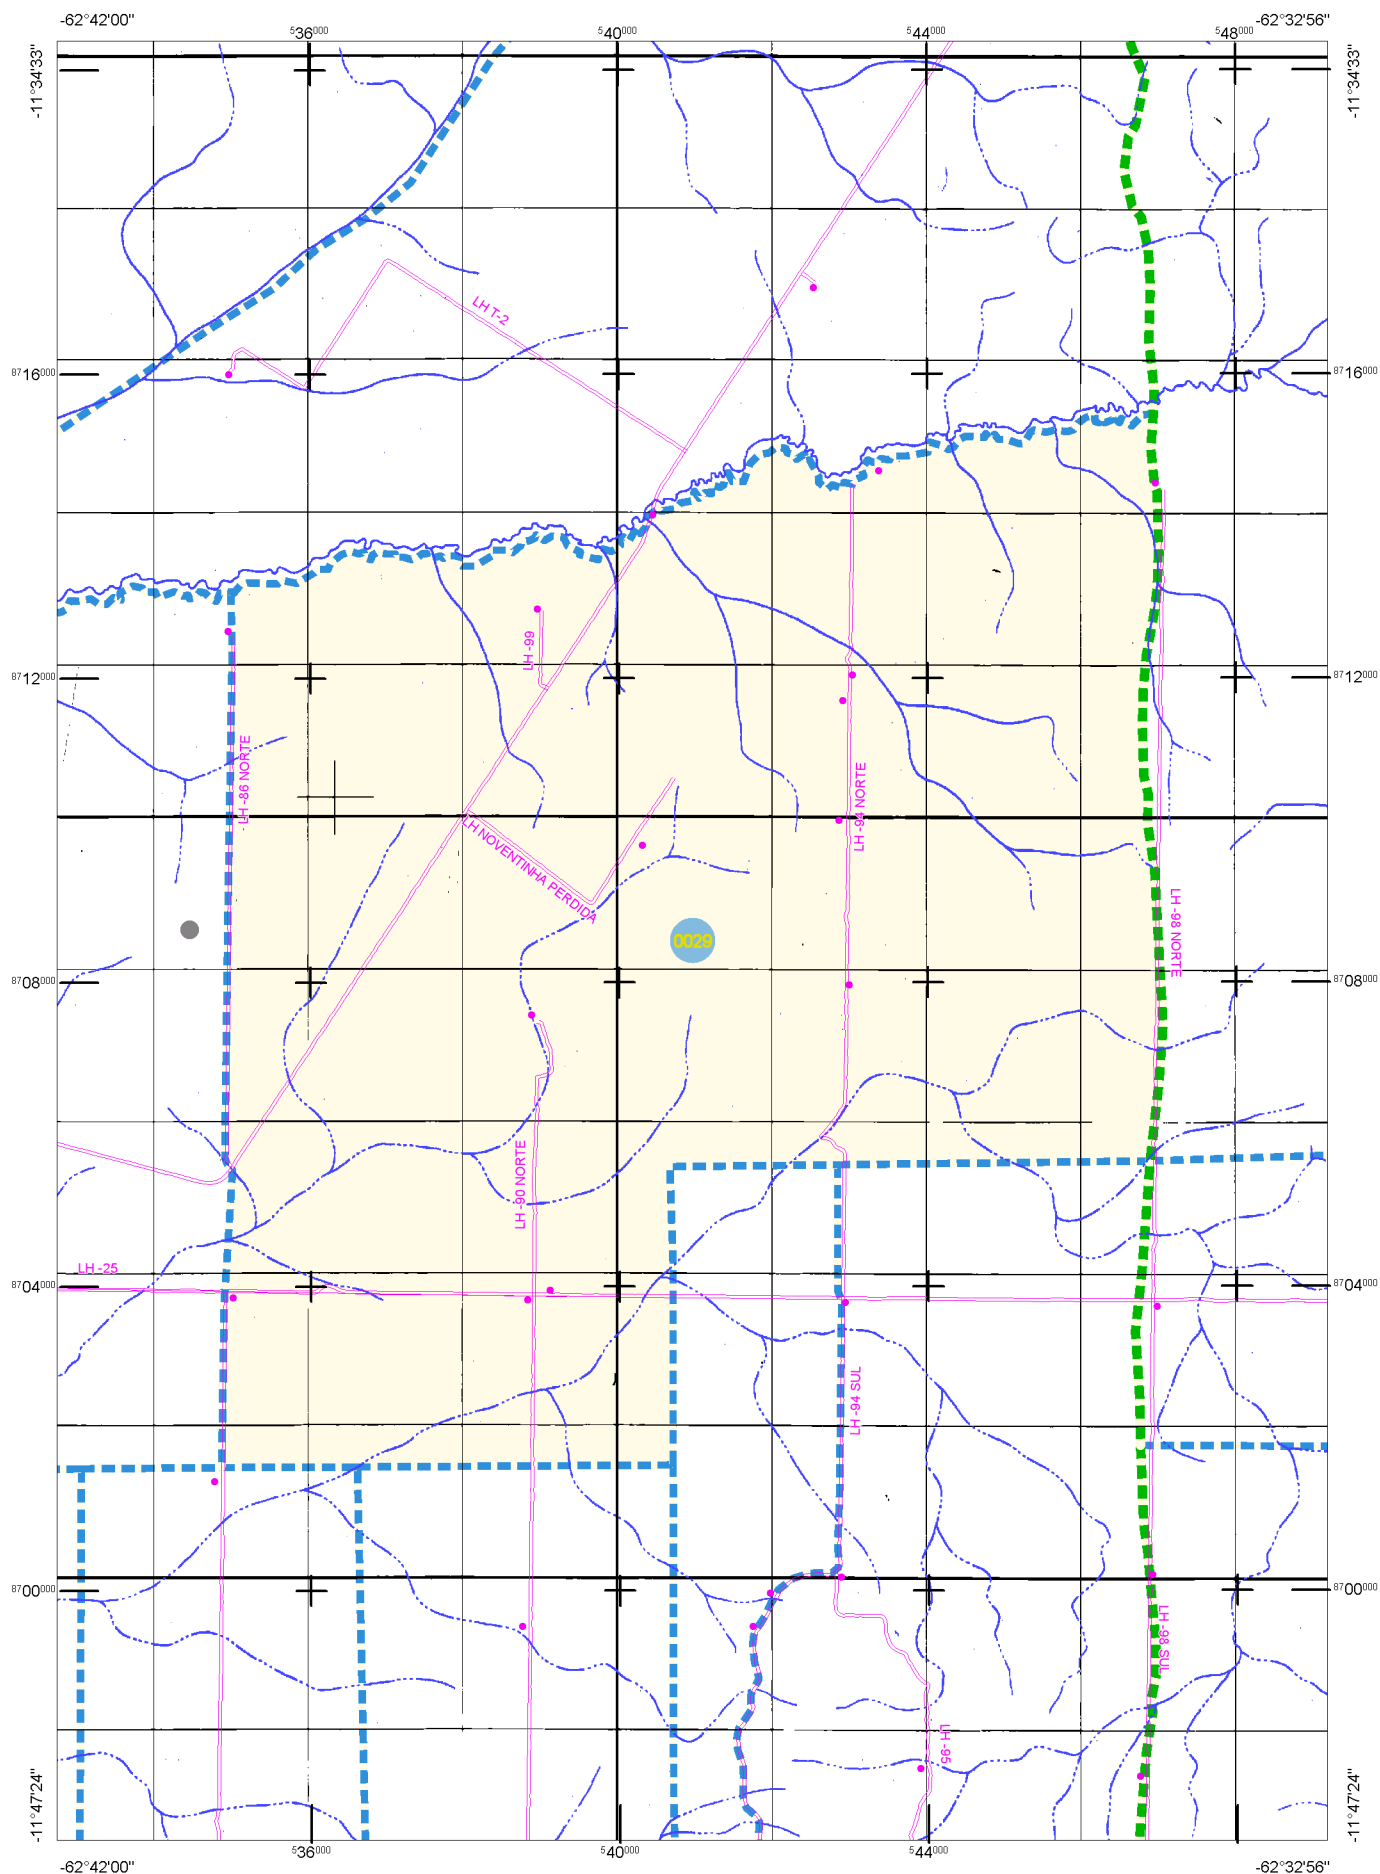 -62°42'00"
-62°32'56"
536000
540000
544000
548000
-11°34'33"
-11°34'33"
LH T-2
8716000
8716000
LH -99
8712000
8712000
LH -86 NORTE
LH -94 NORTE
LH NOVENTINHA PERDIDA
LH -98 NORTE
0029
8708000
8708000
LH -90 NORTE
LH -25
8704000
8704000
LH -94 SUL
8700000
8700000
LH -98 SUL
LH -95
-11°47'24"
-11°47'24"
536000
540000
544000
-62°42'00"
-62°32'56"